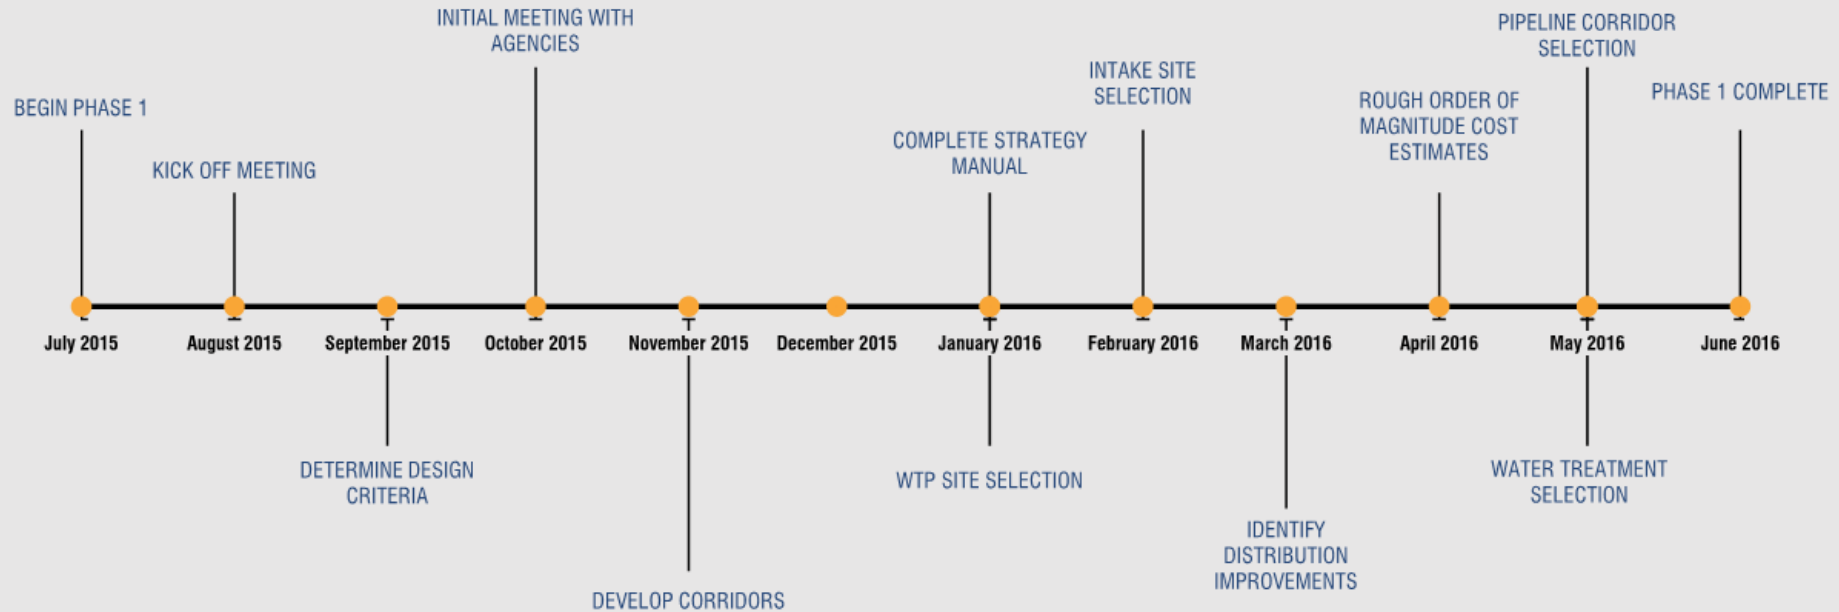 INITIAL MEETING WITH
AGENCIES
PIPELINE CORRIDOR
SELECTION
INTAKE SITE
SELECTION
BEGIN PHASE 1
PHASE 1 COMPLETE
ROUGH ORDER OF
MAGNITUDE COST
ESTIMATES
KICK OFF MEETING
COMPLETE STRATEGY
MANUAL
July 2015
August 2015
September 2015
October 2015
November 2015
December 2015
January 2016
February 2016
March 2016
April 2016
May 2016
June 2016
DETERMINE DESIGN
CRITERIA
WTP SITE SELECTION
WATER TREATMENT
SELECTION
IDENTIFY
DISTRIBUTION
IMPROVEMENTS
DEVELOP CORRIDORS